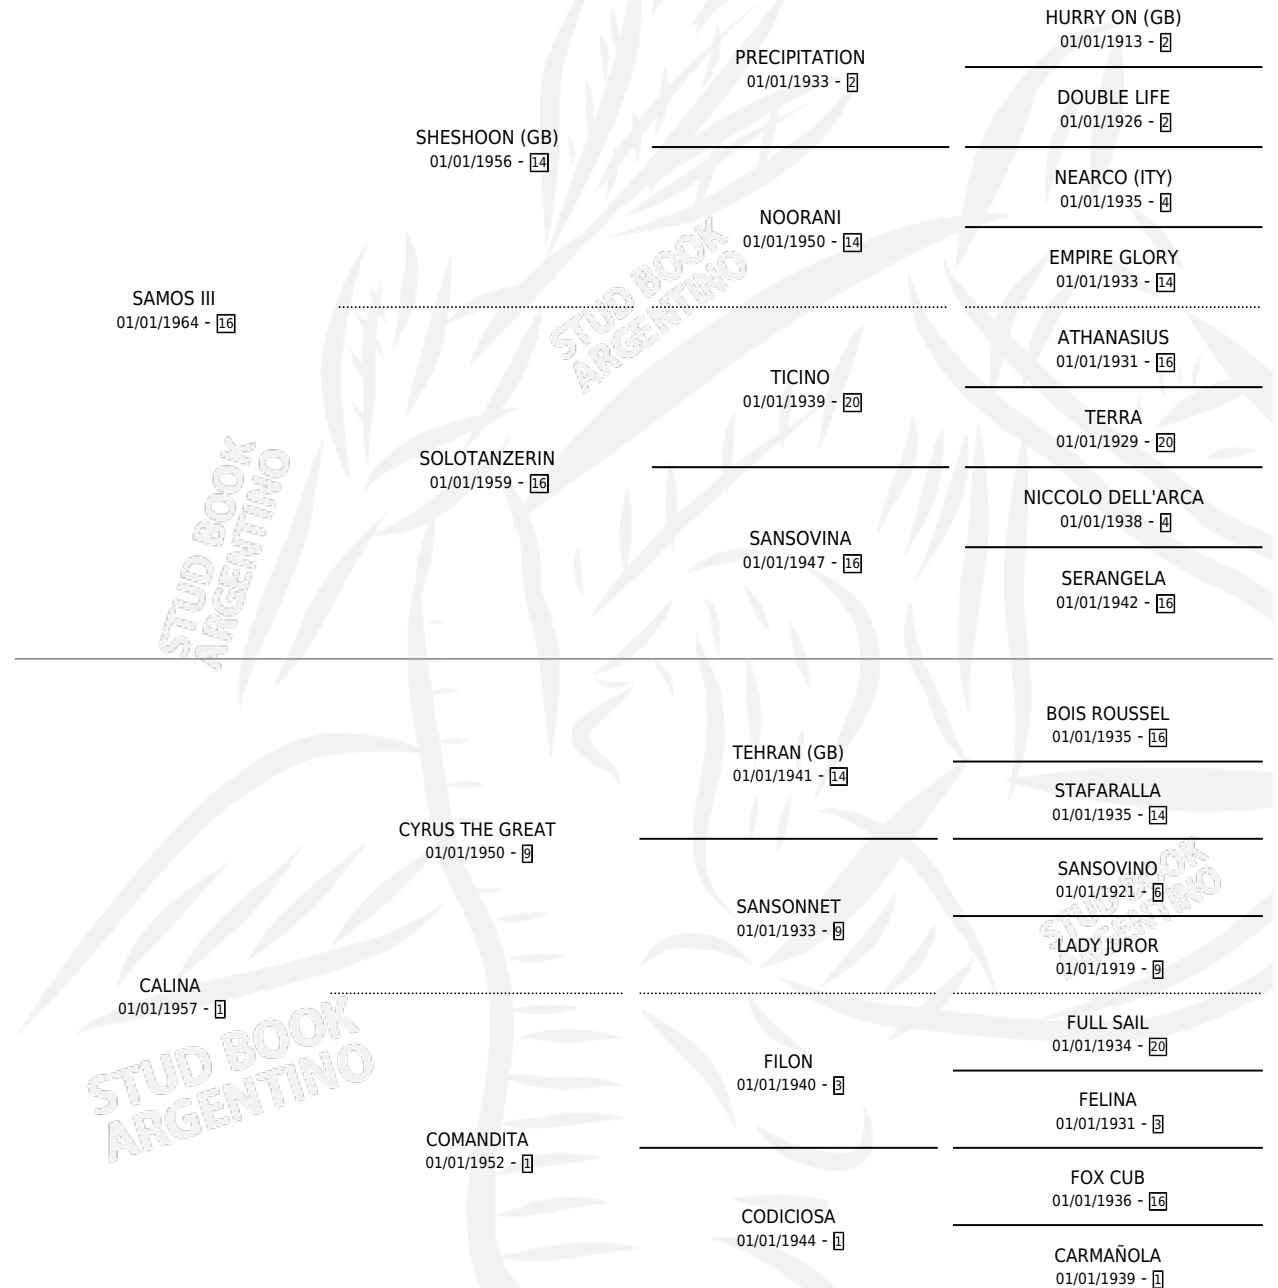 HURRY ON (GB)
01/01/1913 - 2
PRECIPITATION
01/01/1933 - 2
DOUBLE LIFE
01/01/1926 - 2
SHESHOON (GB)
01/01/1956 - 14
NEARCO (ITY)
01/01/1935 - 4
NOORANI
01/01/1950 - 14
EMPIRE GLORY
01/01/1933 - 14
SAMOS III
01/01/1964 - 16
ATHANASIUS
01/01/1931 - 16
TICINO
01/01/1939 - 20
TERRA
01/01/1929 - 20
SOLOTANZERIN
01/01/1959 - 16
NICCOLO DELL'ARCA
01/01/1938 - 4
SANSOVINA
01/01/1947 - 16
SERANGELA
01/01/1942 - 16
BOIS ROUSSEL
01/01/1935 - 16
TEHRAN (GB)
01/01/1941 - 14
STAFARALLA
01/01/1935 - 14
CYRUS THE GREAT
01/01/1950 - 9
SANSOVINO
01/01/1921 - 6
SANSONNET
01/01/1933 - 9
LADY JUROR
01/01/1919 - 9
CALINA
01/01/1957 - 1
FULL SAIL
01/01/1934 - 20
FILON
01/01/1940 - 3
FELINA
01/01/1931 - 3
COMANDITA
01/01/1952 - 1
FOX CUB
01/01/1936 - 16
CODICIOSA
01/01/1944 - 1
CARMAÑOLA
01/01/1939 - 1
STUD BOOK
ARGENTINO
STUD BOOK
ARGENTINO
STUD BOOK
ARGENTINO
STUD BOOK
ARGENTINO